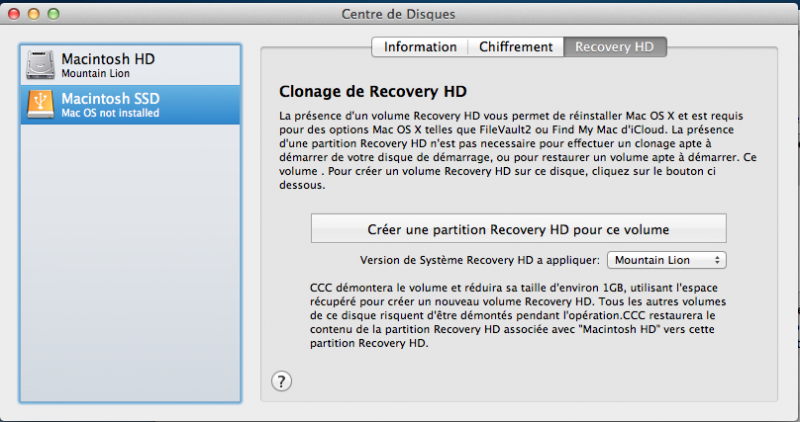 Centre de Disques
Macintosh HD
Mountain Lion
Macintosh SSD
Mac OS not installed
Information
Chiffrement
Recovery HD
Clonage de Recovery HD
La présence d'un volume Recovery HD vous permet de réinstaller Mac OS X et est requis
pour des options Mac OS X telles que FileVault2 ou Find My Mac d'iCloud. La présence
d'une partition Recovery HD n'est pas necessaire pour effectuer un clonage apte à
démarrer de votre disque de démarrage, ou pour restaurer un volume apte à démarrer. Ce
volume . Pour créer un volume Recovery HD sur ce disque, cliquez sur le bouton ci
dessous.
Créer une partition Recovery HD pour ce volume
Version de Système Recovery HD a appliquer:
Mountain Lion
CCC démontera le volume et réduira sa taille d'environ 1GB, utilisant l'espace
récupéré pour créer un nouveau volume Recovery HD. Tous les autres volumes
de ce disque risquent d'être démontés pendant l'opération.CCC restaurera le
contenu de la partition Recovery HD associée avec "Macintosh HD" vers cette
partition Recovery HD.
?